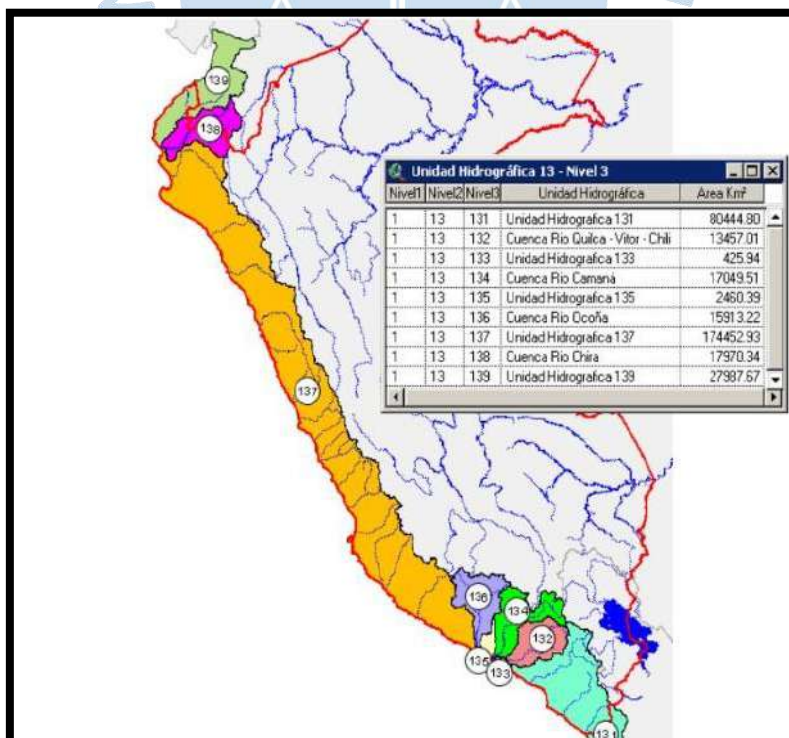 139
138
Unidad Hidrográfica 13 - Nivel 3
Nivel1 Nivel2 Nivel3 Unidad Hidrográfica Area Km²
1 13 131 Unidad Hidrografica 131 80444.80
1 13 132 Cuenca Rio Quilca - Vitor - Chili 13457.01
1 13 133 Unidad Hidrografica 133 425.94
1 13 134 Cuenca Rio Camaná 17049.51
1 13 135 Unidad Hidrografica 135 2460.39
1 13 136 Cuenca Rio Ocoña 15913.22
1 13 137 Unidad Hidrografica 137 174452.93
1 13 138 Cuenca Rio Chira 17970.34
1 13 139 Unidad Hidrografica 139 27987.67
137
136
134
132
135
133
131